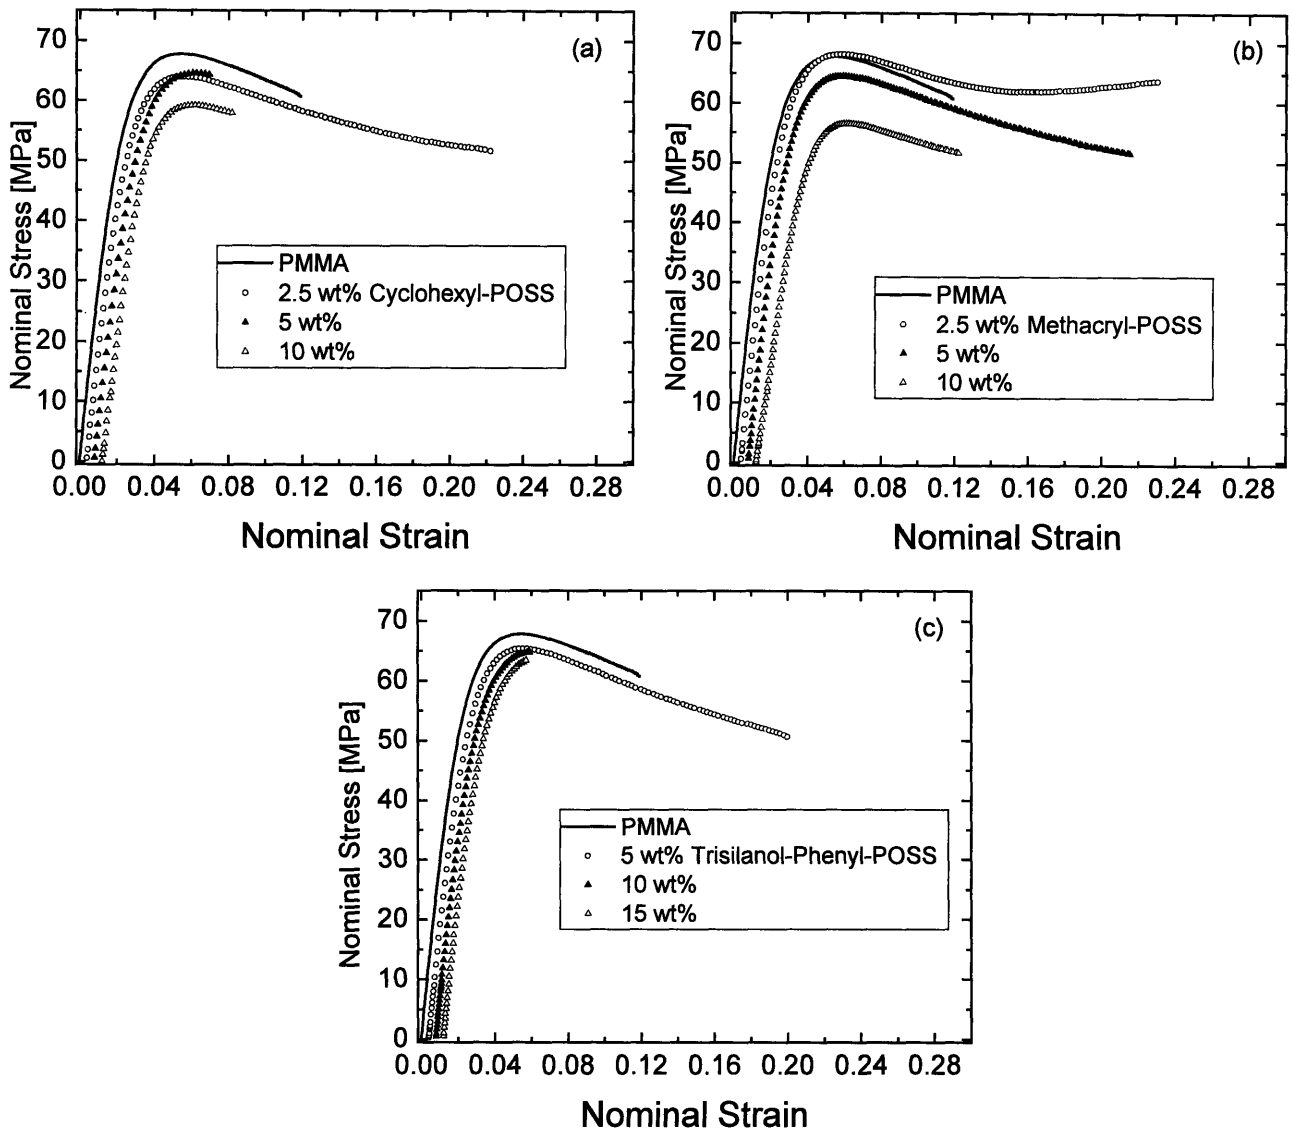 (a)
Nominal Stress [MPa]
70
60
50
40
30
20
10
0
PMMA
2.5 wt% Cyclohexyl-POSS
5 wt%
10 wt%
0.00 0.04 0.08 0.12 0.16 0.20 0.24 0.28
Nominal Strain
(b)
Nominal Stress [MPa]
70
60
50
40
30
20
10
0
PMMA
2.5 wt% Methacryl-POSS
5 wt%
10 wt%
0.00 0.04 0.08 0.12 0.16 0.20 0.24 0.28
Nominal Strain
(c)
Nominal Stress [MPa]
70
60
50
40
30
20
10
0
PMMA
5 wt% Trisilanol-Phenyl-POSS
10 wt%
15 wt%
0.00 0.04 0.08 0.12 0.16 0.20 0.24 0.28
Nominal Strain